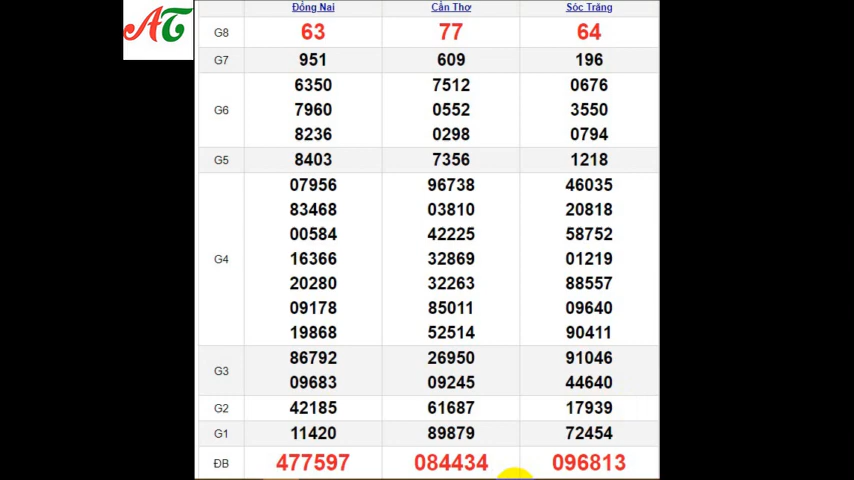 AT
Đồng Nai Cần Thơ Sóc Trăng
G8 63 77 64
G7 951 609 196
6350 7512 0676
G6 7960 0552 3550
8236 0298 0794
G5 8403 7356 1218
07956 96738 46035
83468 03810 20818
00584 42225 58752
G4 16366 32869 01219
20280 32263 88557
09178 85011 09640
19868 52514 90411
86792 26950 91046
G3
09683 09245 44640
G2 42185 61687 17939
G1 11420 89879 72454
ĐB 477597 084434 096813